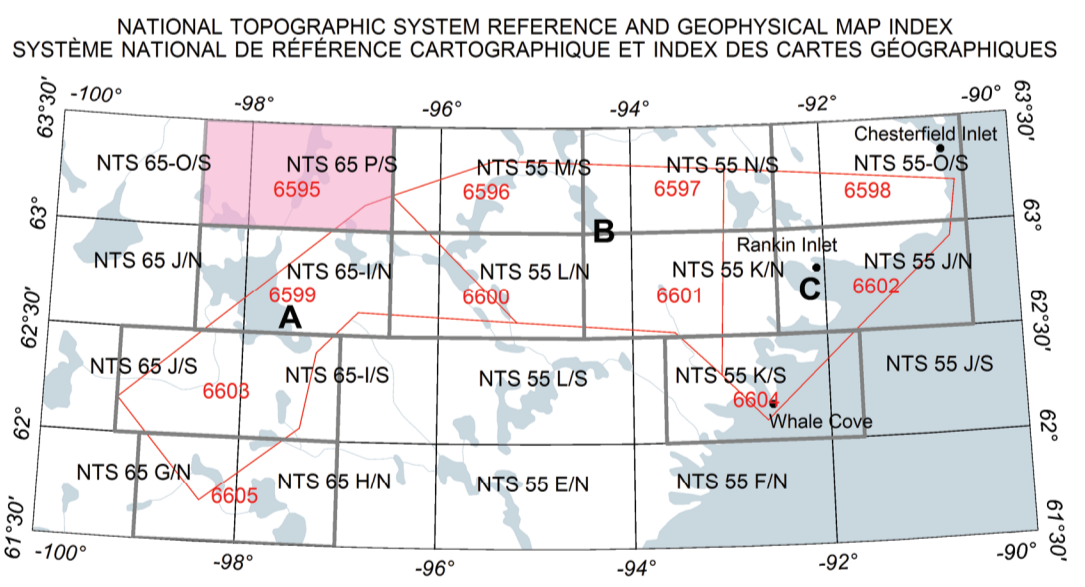 NATIONAL TOPOGRAPHIC SYSTEM REFERENCE AND GEOPHYSICAL MAP INDEX
SYSTÈME NATIONAL DE RÉFÉRENCE CARTOGRAPHIQUE ET INDEX DES CARTES GÉOGRAPHIQUES
-100° -98° -96° -94° -92° -90°
63°30' 63°30'
Chesterfield Inlet
NTS 65-O/S NTS 65 P/S NTS 55 M/S NTS 55 N/S NTS 55-O/S
6595 6596 6597 6598
63° 63°
B
Rankin Inlet
NTS 65 J/N NTS 65-I/N NTS 55 L/N NTS 55 K/N NTS 55 J/N
6599 6600 6601 6602
A C
62°30' 62°30'
NTS 65 J/S NTS 65-I/S NTS 55 L/S NTS 55 K/S NTS 55 J/S
6603 6604
Whale Cove
62° 62°
NTS 65 G/N NTS 65 H/N NTS 55 E/N NTS 55 F/N
6605
61°30' 61°30'
-100° -98° -96° -94° -92° -90°